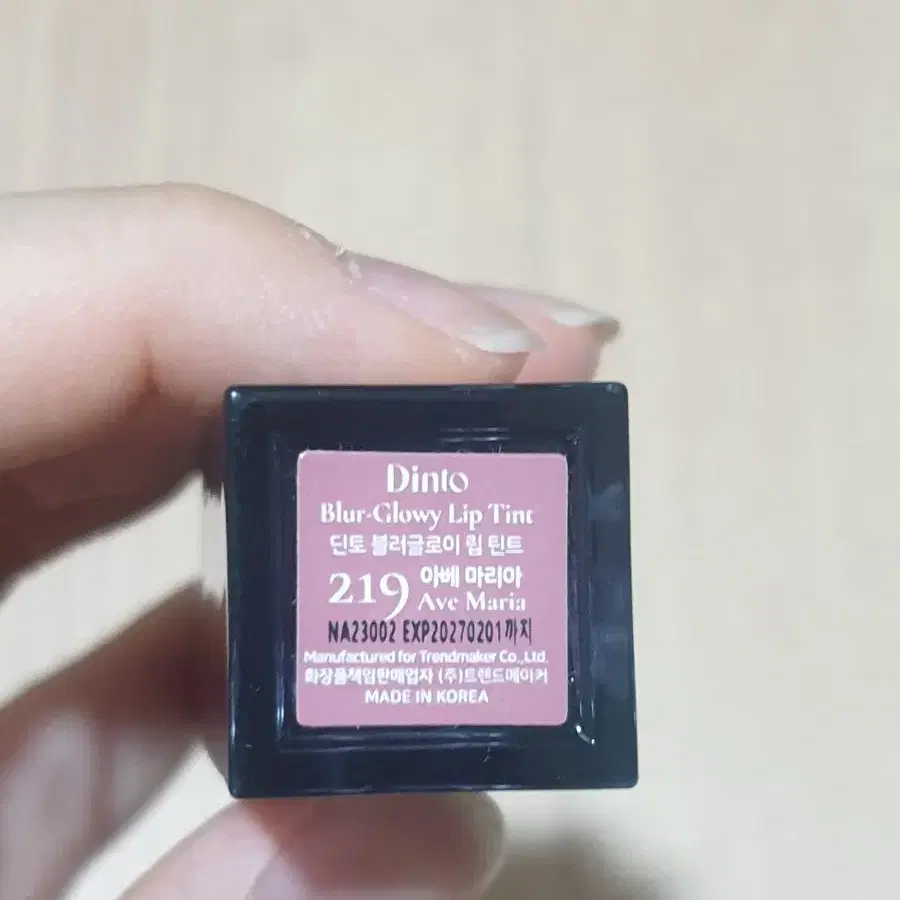 Dinto
Blur-Glowy Lip Tint
딘토 블러글로이 립 틴트
219 아베 마리아
Ave Maria
NA23002 EXP20270201까지
Manufactured for Trendmaker Co.,Ltd.
화장품책임판매업자 (주)트렌드메이커
MADE IN KOREA